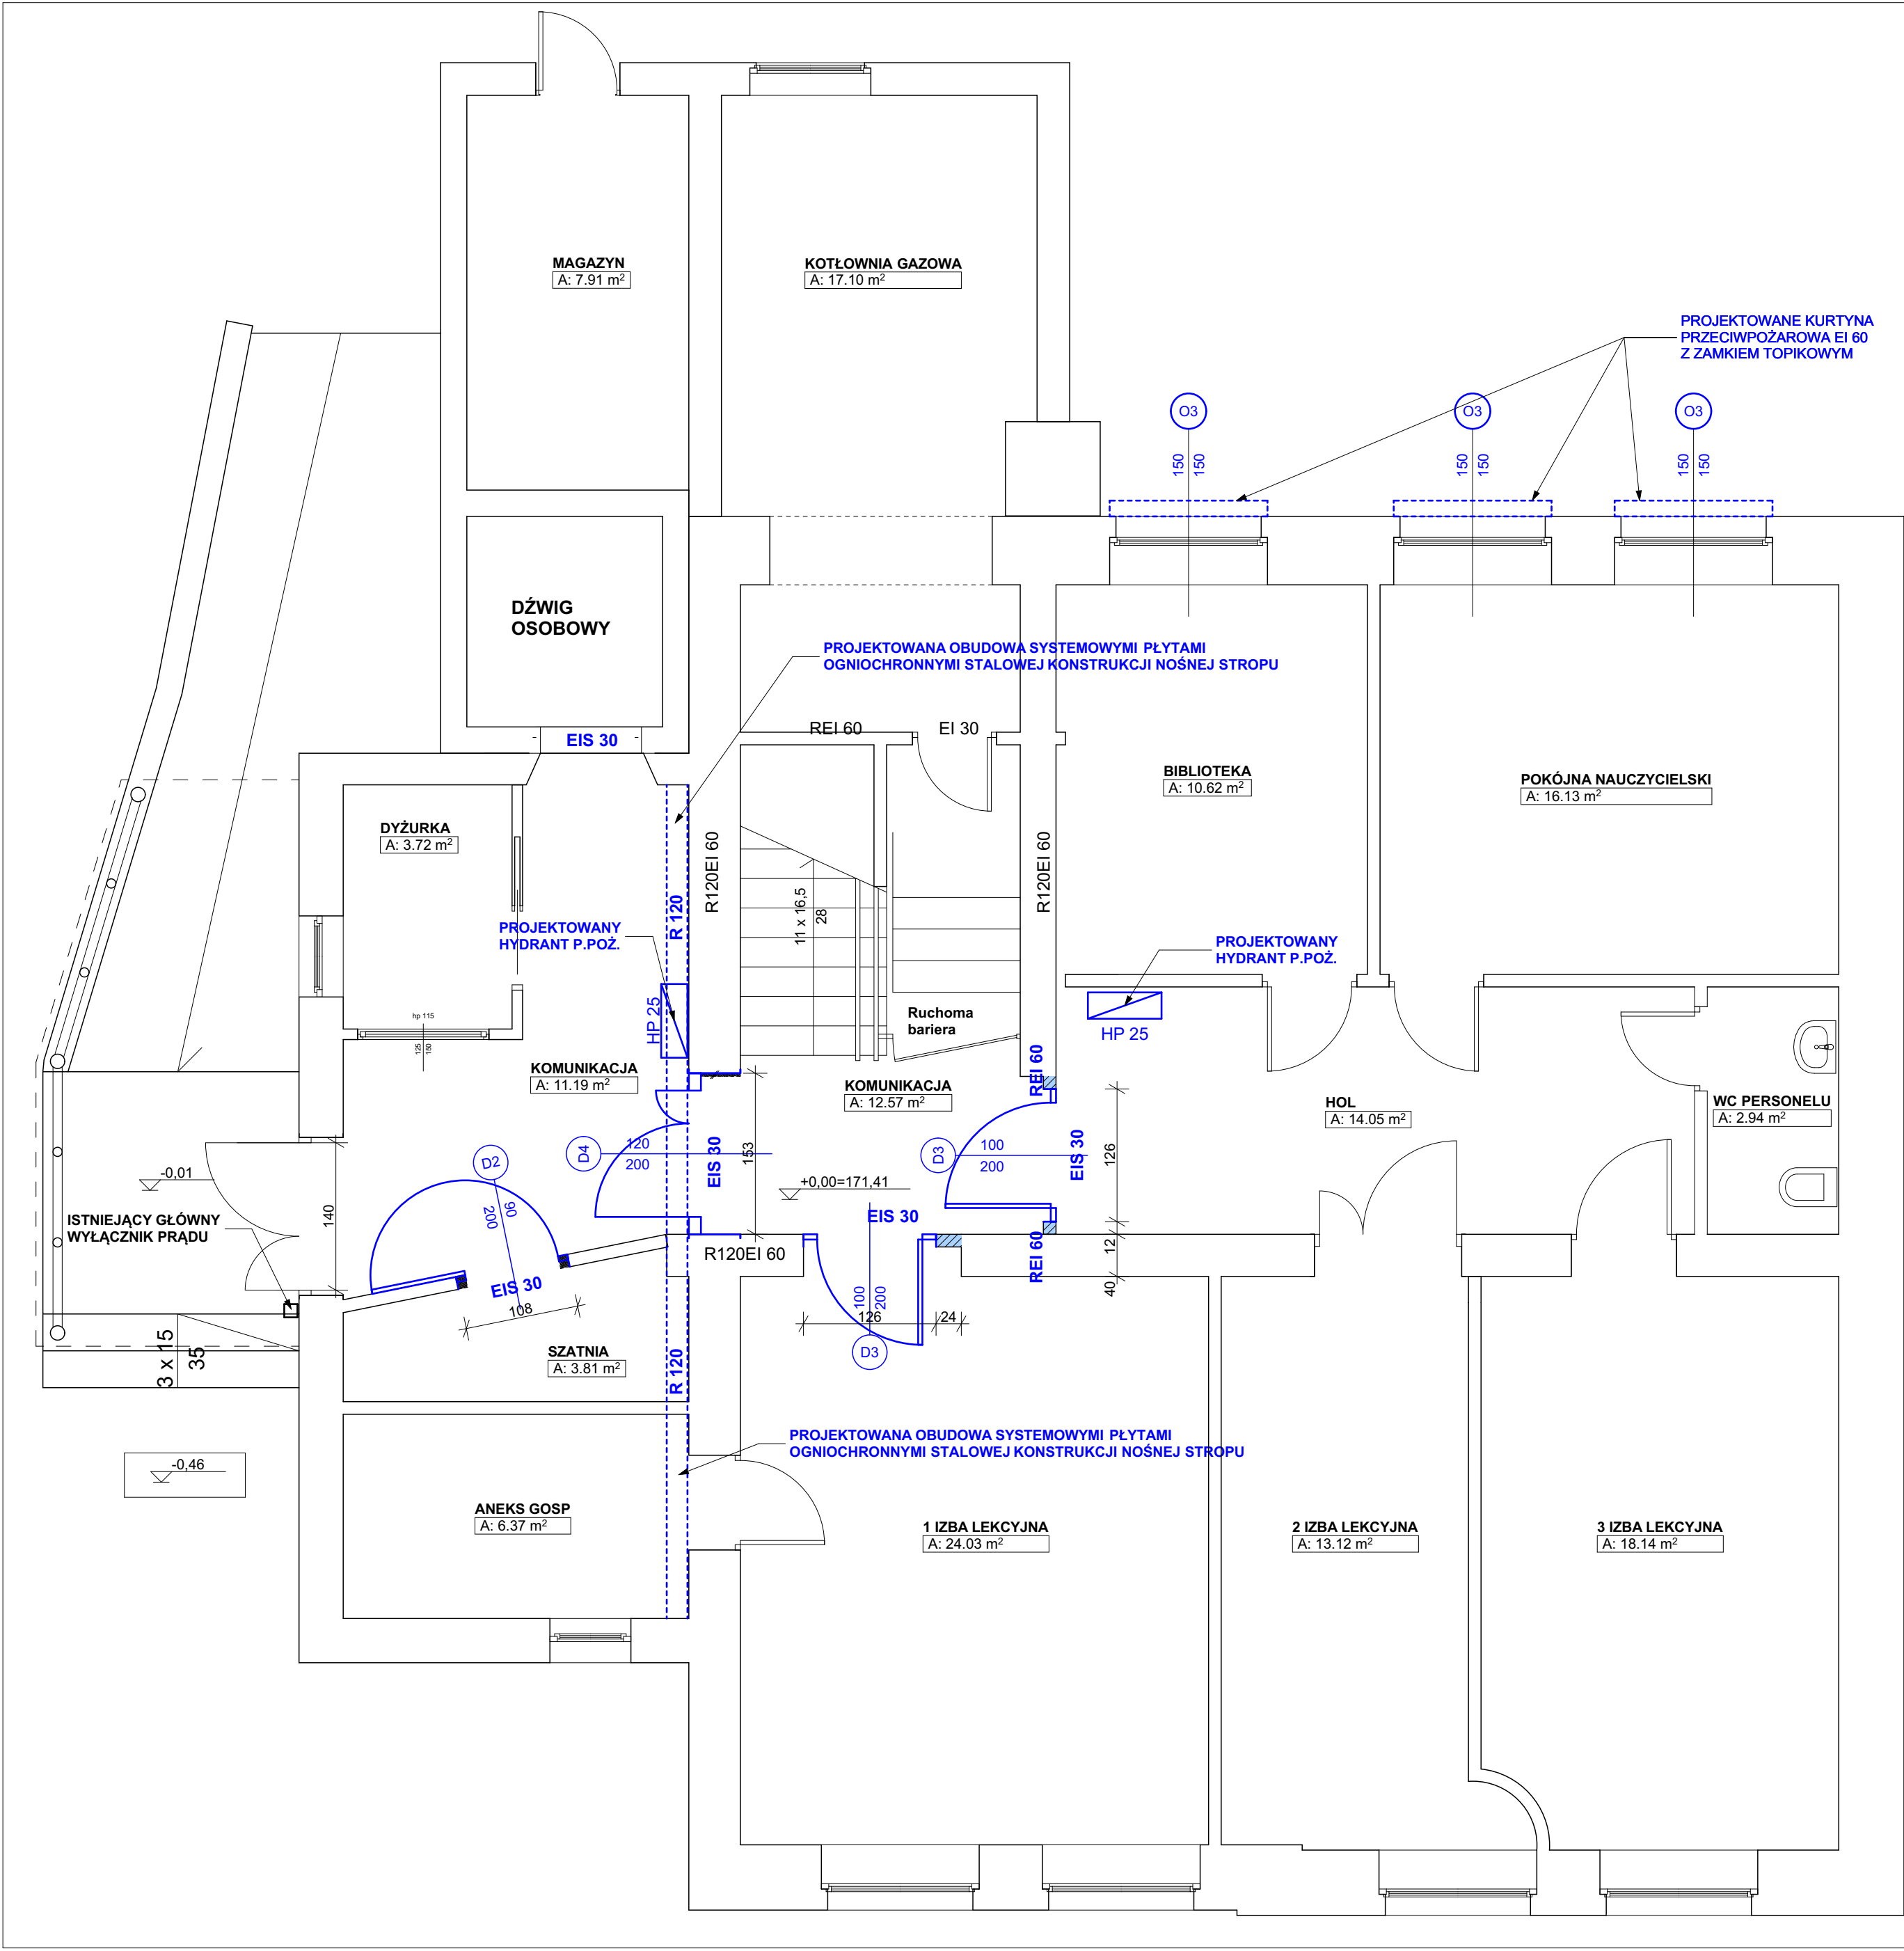 MAGAZYN
A: 7.91 m²
KOTŁOWNIA GAZOWA
A: 17.10 m²
PROJEKTOWANE KURTYNA
PRZECIWPOŻAROWA EI 60
Z ZAMKIEM TOPIKOWYM
O3
150
150
O3
150
150
O3
150
150
DŹWIG
OSOBOWY
EIS 30
PROJEKTOWANA OBUDOWA SYSTEMOWYMI PŁYTAMI
OGNIOCHRONNYMI STALOWEJ KONSTRUKCJI NOŚNEJ STROPU
REI 60
EI 30
BIBLIOTEKA
A: 10.62 m²
POKÓJNA NAUCZYCIELSKI
A: 16.13 m²
DYŻURKA
A: 3.72 m²
R 120
R120EI 60
11 x 16,5
28
R120EI 60
PROJEKTOWANY
HYDRANT P.POŻ.
HP 25
PROJEKTOWANY
HYDRANT P.POŻ.
HP 25
Ruchoma
bariera
hp 115
125
150
KOMUNIKACJA
A: 11.19 m²
KOMUNIKACJA
A: 12.57 m²
REI 60
HOL
A: 14.05 m²
WC PERSONELU
A: 2.94 m²
D4
120
200
EIS 30
153
D3
100
200
EIS 30
126
D2
90
200
+0,00=171,41
-0,01
140
ISTNIEJĄCY GŁÓWNY
WYŁĄCZNIK PRĄDU
EIS 30
R120EI 60
REI 60
12
40
EIS 30
108
100
200
126
24
D3
3 x 15
35
SZATNIA
A: 3.81 m²
R 120
PROJEKTOWANA OBUDOWA SYSTEMOWYMI PŁYTAMI
OGNIOCHRONNYMI STALOWEJ KONSTRUKCJI NOŚNEJ STROPU
-0,46
ANEKS GOSP
A: 6.37 m²
1 IZBA LEKCYJNA
A: 24.03 m²
2 IZBA LEKCYJNA
A: 13.12 m²
3 IZBA LEKCYJNA
A: 18.14 m²